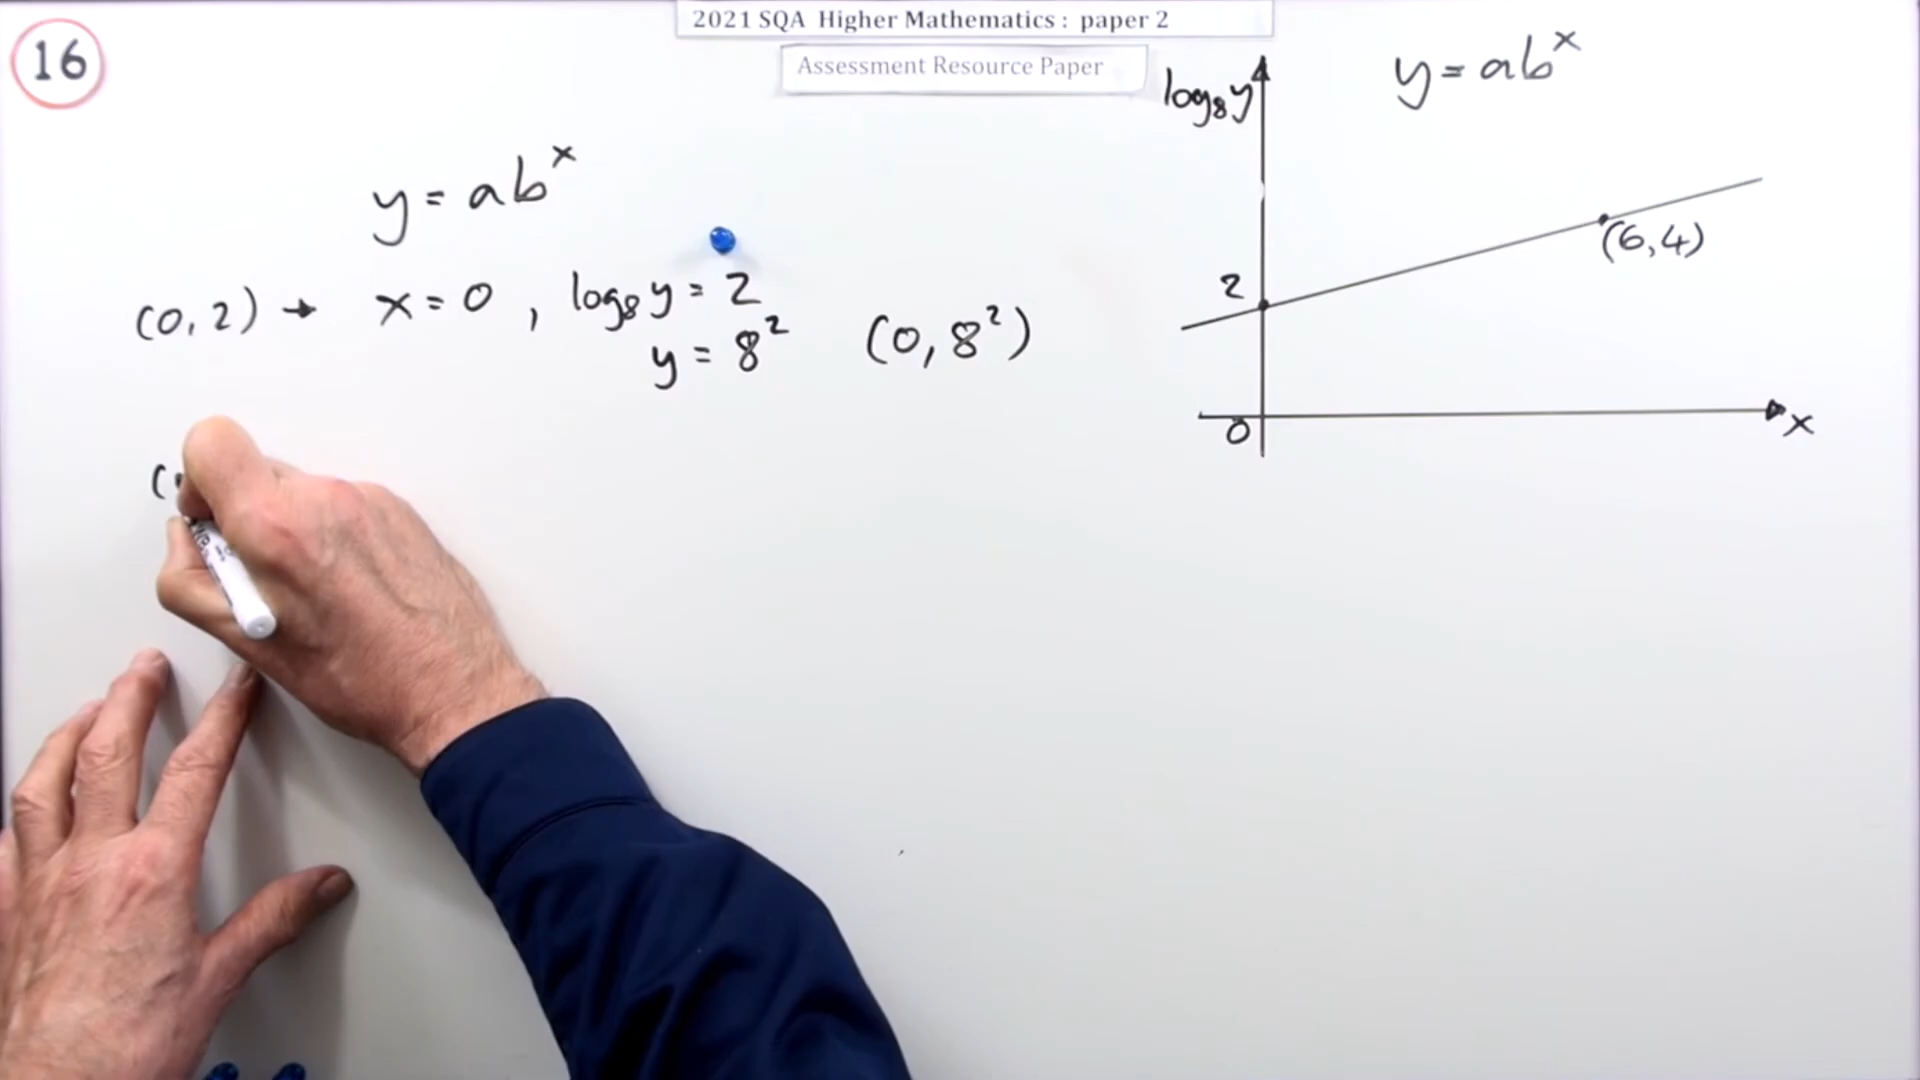 16
2021 SQA Higher Mathematics : paper 2
Assessment Resource Paper
y = ab^x
(0, 2) → x = 0 , log₈y = 2
y = 8² (0, 8²)
(
log₈y
y = ab^x
(6,4)
2
0
x